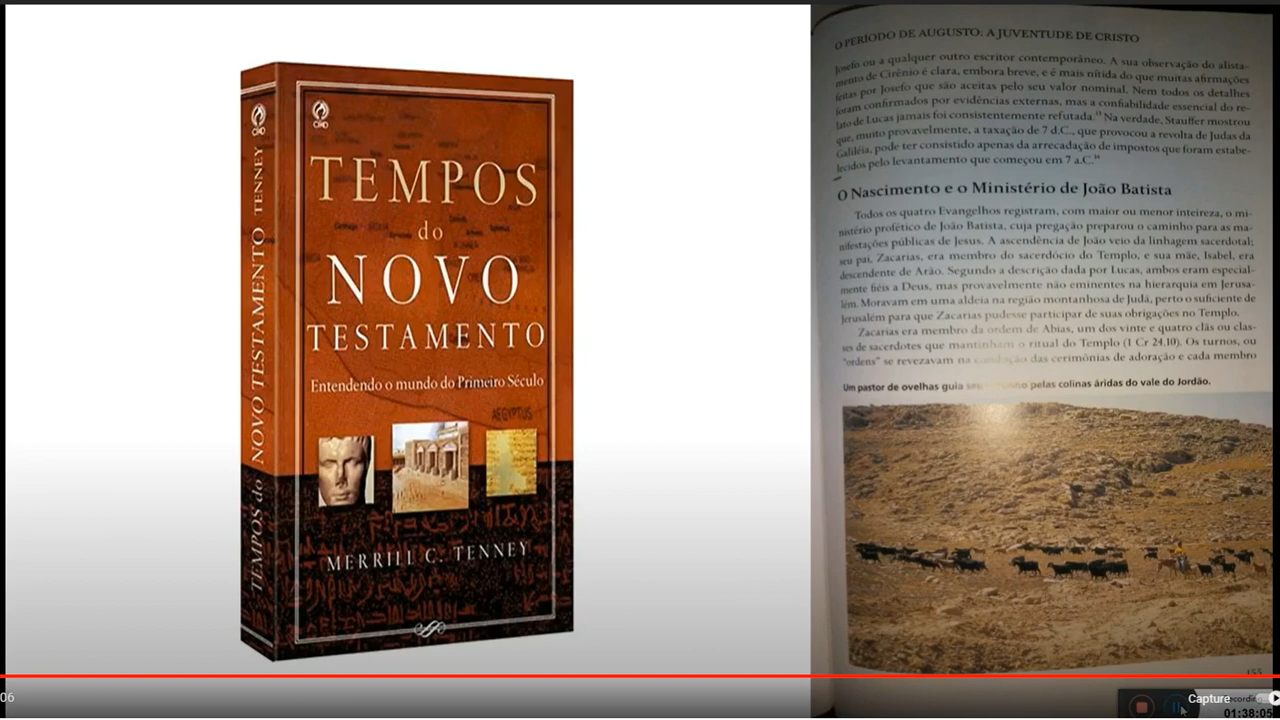 TEMPOS do NOVO TESTAMENTO TENNEY
CPAD
TEMPOS
do
NOVO
TESTAMENTO
Entendendo o mundo do Primeiro Século
AEGYPTUS
MERRILL C. TENNEY
O PERÍODO DE AUGUSTO: A JUVENTUDE DE CRISTO
Josefo ou a qualquer outro escritor contemporâneo. A sua observação do alista-
mento de Cirênio é clara, embora breve, e é mais nítida do que muitas afirmações
feitas por Josefo que são aceitas pelo seu valor nominal. Nem todos os detalhes
foram confirmados por evidências externas, mas a confiabilidade essencial do re-
lato de Lucas jamais foi consistentemente refutada. Na verdade, Stauffer mostrou
que, muito provavelmente, a taxação de 7 d.C., que provocou a revolta de Judas da
Galiléia, pode ter consistido apenas da arrecadação de impostos que foram estabe-
lecidos pelo levantamento que começou em 7 a.C.
O Nascimento e o Ministério de João Batista
Todos os quatro Evangelhos registram, com maior ou menor inteireza, o mi-
nistério profético de João Batista, cuja pregação preparou o caminho para as ma-
nifestações públicas de Jesus. A ascendência de João veio da linhagem sacerdotal;
seu pai, Zacarias, era membro do sacerdócio do Templo, e sua mãe, Isabel, era
descendente de Arão. Segundo a descrição dada por Lucas, ambos eram especial-
mente fiéis a Deus, mas provavelmente não eminentes na hierarquia em Jerusa-
lém. Moravam em uma aldeia na região montanhosa de Judá, perto o suficiente de
Jerusalém para que Zacarias pudesse participar de suas obrigações no Templo.
Zacarias era membro da ordem de Abias, um dos vinte e quatro clãs ou clas-
ses de sacerdotes que mantinham o ritual do Templo (1 Cr 24.10). Os turnos, ou
"ordens" se revezavam na das cerimônias de adoração e cada membro
Um pastor de ovelhas guia seu pelas colinas áridas do vale do Jordão.
155
06
Capture
recording
01:38:05